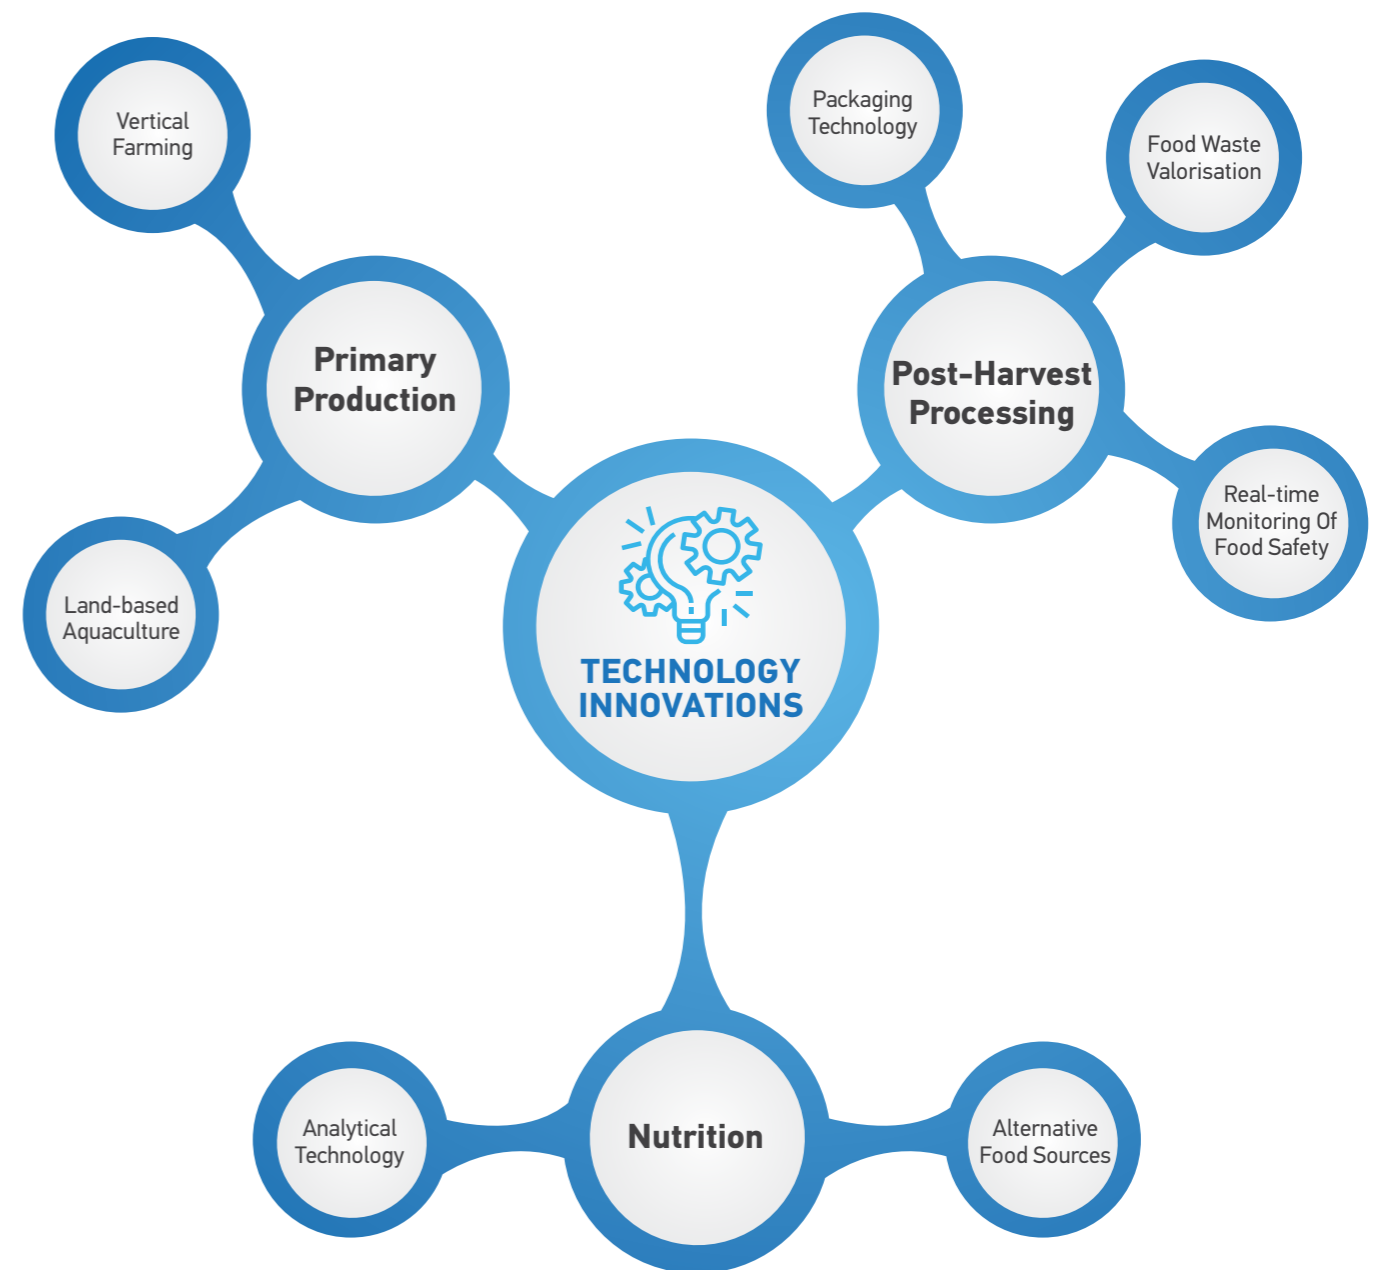 Vertical
Farming
Primary
Production
Land-based
Aquaculture
Packaging
Technology
Food Waste
Valorisation
Post-Harvest
Processing
Real-time
Monitoring Of
Food Safety
TECHNOLOGY
INNOVATIONS
Analytical
Technology
Nutrition
Alternative
Food Sources